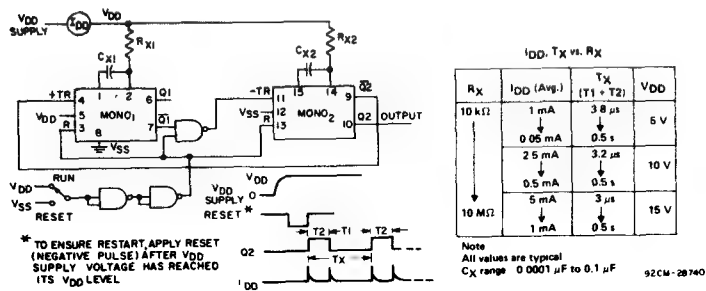 VDD
SUPPLY
IDD
VDD
RX1
RX2
CX1
CX2
1
2
15
14
+TR
4
VDD
5
R
3
8
VSS
MONO1
6
Q1
7
Q1
-TR
11
VSS
12
R
13
MONO2
9
Q2
10
Q2
OUTPUT
VDD
RUN
VSS
RESET
VDD
SUPPLY
VDD
0
RESET *
T2
T1
T2
Q2
TX
IDD
* TO ENSURE RESTART, APPLY RESET
(NEGATIVE PULSE) AFTER VDD
SUPPLY VOLTAGE HAS REACHED
ITS VDD LEVEL
IDD, TX vs. RX
RX IDD (Avg.) TX (T1 + T2) VDD
10 kΩ 1 mA 3.8 µs 5 V
0 05 mA 0.5 s
2 5 mA 3.2 µs 10 V
0.5 mA 0.5 s
5 mA 3 µs 15 V
10 MΩ 1 mA 0.5 s
Note
All values are typical
CX range 0 0001 µF to 0.1 µF
92CM-28740